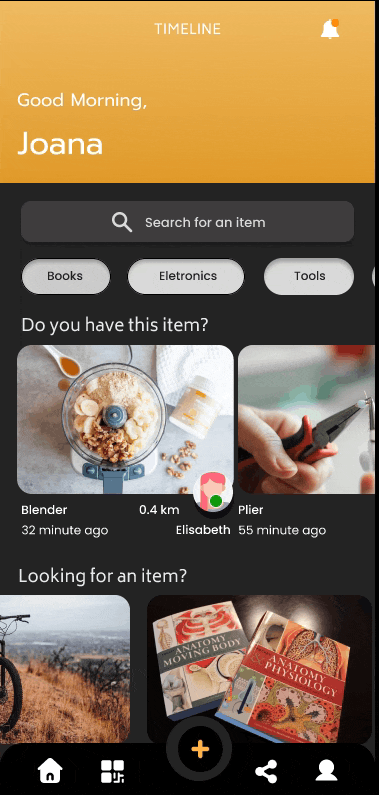 TIMELINE
Good Morning,
Joana
Search for an item
Books
Eletronics
Tools
Do you have this item?
Blender
0.4 km
32 minute ago
Elisabeth
Plier
55 minute ago
Looking for an item?
ANATOMY
MOVING BODY
ANATOMY
PHYSIOLOGY